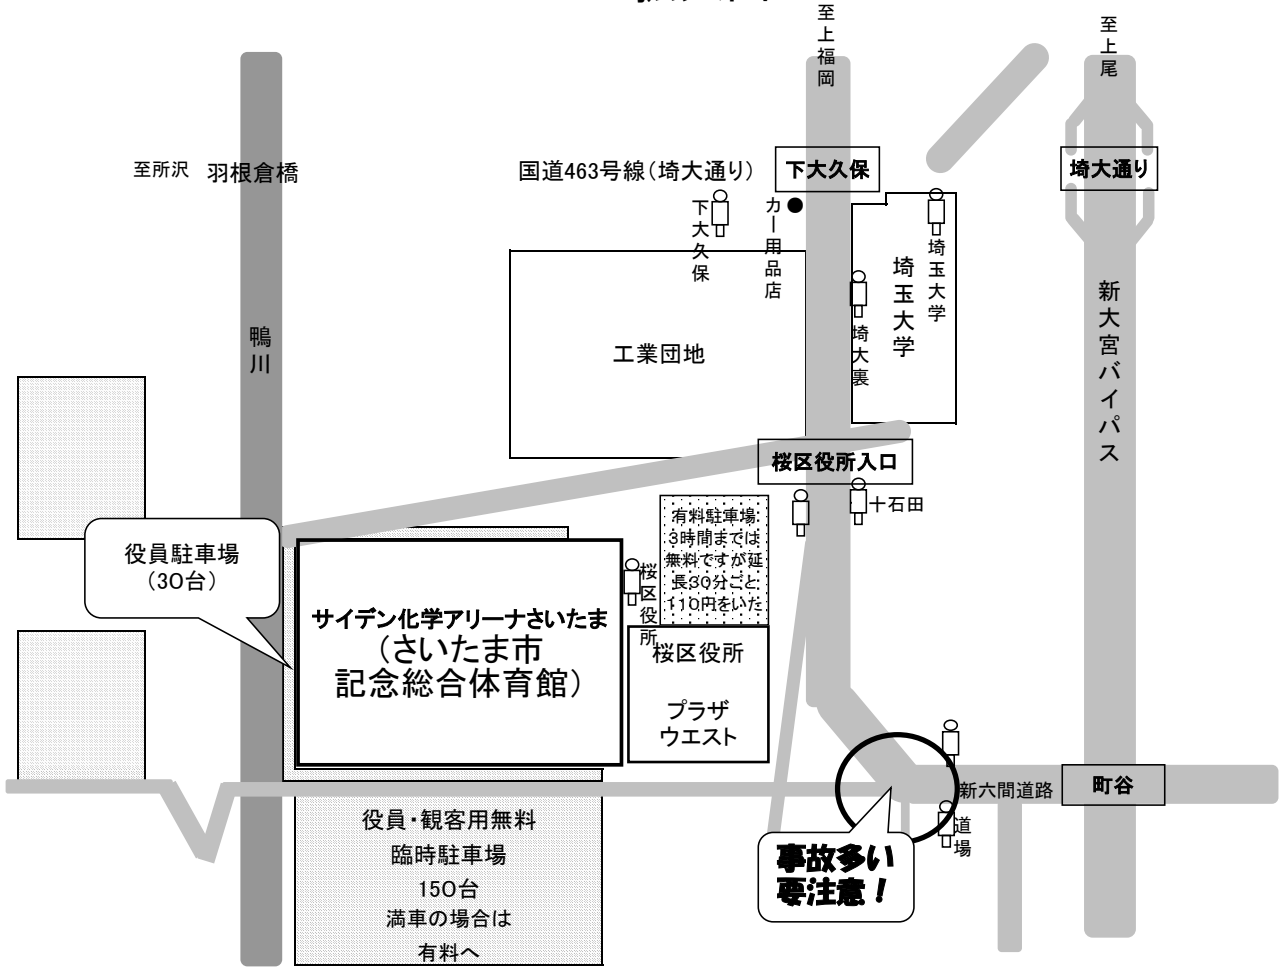 至上福岡
至上尾
至所沢
羽根倉橋
国道463号線(埼大通り)
下大久保
埼大通り
下大久保
カー用品店
埼玉大学
埼玉大学
埼大裏
新大宮バイパス
鴨川
工業団地
桜区役所入口
十石田
有料駐車場
3時間までは
無料ですが延
長30分ごと
110円をいた
役員駐車場
(30台)
サイデン化学アリーナさいたま
(さいたま市
記念総合体育館)
桜区役所
桜区役所
プラザ
ウエスト
新六間道路
町谷
道場
事故多い
要注意!
役員・観客用無料
臨時駐車場
150台
満車の場合は
有料へ